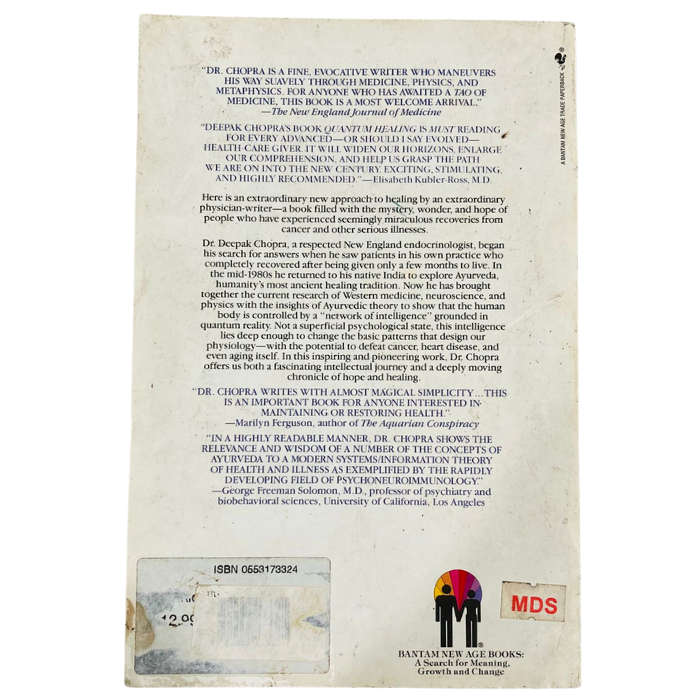 "DR. CHOPRA IS A FINE, EVOCATIVE WRITER WHO MANEUVERS
HIS WAY SUAVELY THROUGH MEDICINE, PHYSICS, AND
METAPHYSICS. FOR ANYONE WHO HAS AWAITED A TAO OF
MEDICINE, THIS BOOK IS A MOST WELCOME ARRIVAL."
—The New England Journal of Medicine
"DEEPAK CHOPRA'S BOOK QUANTUM HEALING IS MUST READING
FOR EVERY ADVANCED—OR SHOULD I SAY EVOLVED—
HEALTH-CARE GIVER. IT WILL WIDEN OUR HORIZONS, ENLARGE
OUR COMPREHENSION, AND HELP US GRASP THE PATH
WE ARE ON INTO THE NEW CENTURY. EXCITING, STIMULATING,
AND HIGHLY RECOMMENDED."—Elisabeth Kubler-Ross, M.D.
Here is an extraordinary new approach to healing by an extraordinary
physician-writer—a book filled with the mystery, wonder, and hope of
people who have experienced seemingly miraculous recoveries from
cancer and other serious illnesses.
Dr. Deepak Chopra, a respected New England endocrinologist, began
his search for answers when he saw patients in his own practice who
completely recovered after being given only a few months to live. In
the mid-1980s he returned to his native India to explore Ayurveda,
humanity's most ancient healing tradition. Now he has brought
together the current research of Western medicine, neuroscience, and
physics with the insights of Ayurvedic theory to show that the human
body is controlled by a "network of intelligence" grounded in
quantum reality. Not a superficial psychological state, this intelligence
lies deep enough to change the basic patterns that design our
physiology—with the potential to defeat cancer, heart disease, and
even aging itself. In this inspiring and pioneering work, Dr. Chopra
offers us both a fascinating intellectual journey and a deeply moving
chronicle of hope and healing.
"DR. CHOPRA WRITES WITH ALMOST MAGICAL SIMPLICITY...THIS
IS AN IMPORTANT BOOK FOR ANYONE INTERESTED IN
MAINTAINING OR RESTORING HEALTH."
—Marilyn Ferguson, author of The Aquarian Conspiracy
"IN A HIGHLY READABLE MANNER, DR. CHOPRA SHOWS THE
RELEVANCE AND WISDOM OF A NUMBER OF THE CONCEPTS OF
AYURVEDA TO A MODERN SYSTEMS/INFORMATION THEORY
OF HEALTH AND ILLNESS AS EXEMPLIFIED BY THE RAPIDLY
DEVELOPING FIELD OF PSYCHONEUROIMMUNOLOGY."
—George Freeman Solomon, M.D., professor of psychiatry and
biobehavioral sciences, University of California, Los Angeles
A BANTAM NEW AGE TRADE PAPERBACK
ISBN 0553173324
12.99
MDS
BANTAM NEW AGE BOOKS:
A Search for Meaning,
Growth and Change